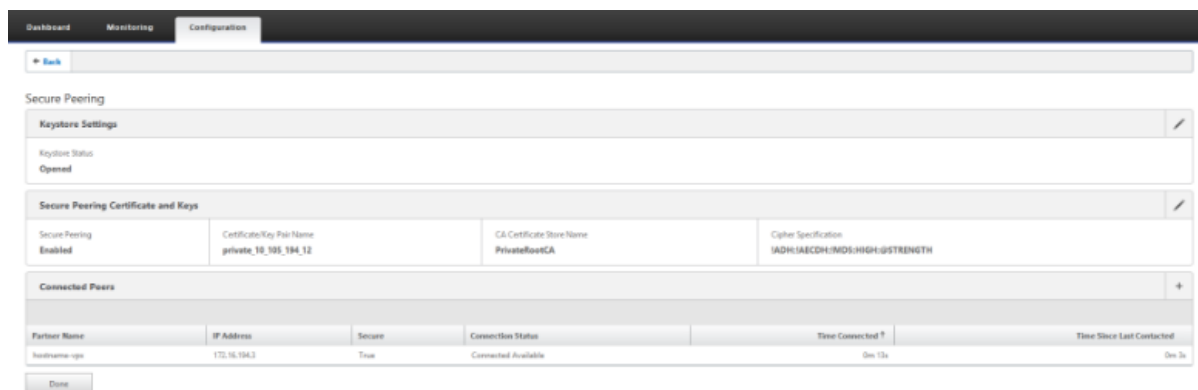 Dashboard Monitoring Configuration
← Back
Secure Peering
Keystore Settings
Keystore Status
Opened
Secure Peering Certificate and Keys
Secure Peering Certificate/Key Pair Name CA Certificate Store Name Cipher Specification
Enabled private_10_105_194_12 PrivateRootCA !ADH:!AECDH:!MD5:HIGH:@STRENGTH
Connected Peers +
Partner Name IP Address Secure Connection Status Time Connected Time Since Last Contacted
hostname-vpx 172.16.194.3 True Connected Available 0m 13s 0m 3s
Done